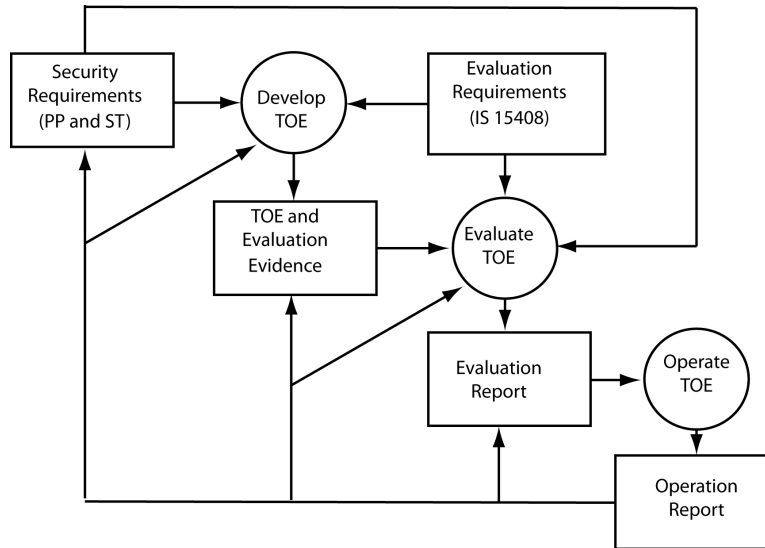 Security
Requirements
(PP and ST)
Develop
TOE
Evaluation
Requirements
(IS 15408)
TOE and
Evaluation
Evidence
Evaluate
TOE
Evaluation
Report
Operate
TOE
Operation
Report